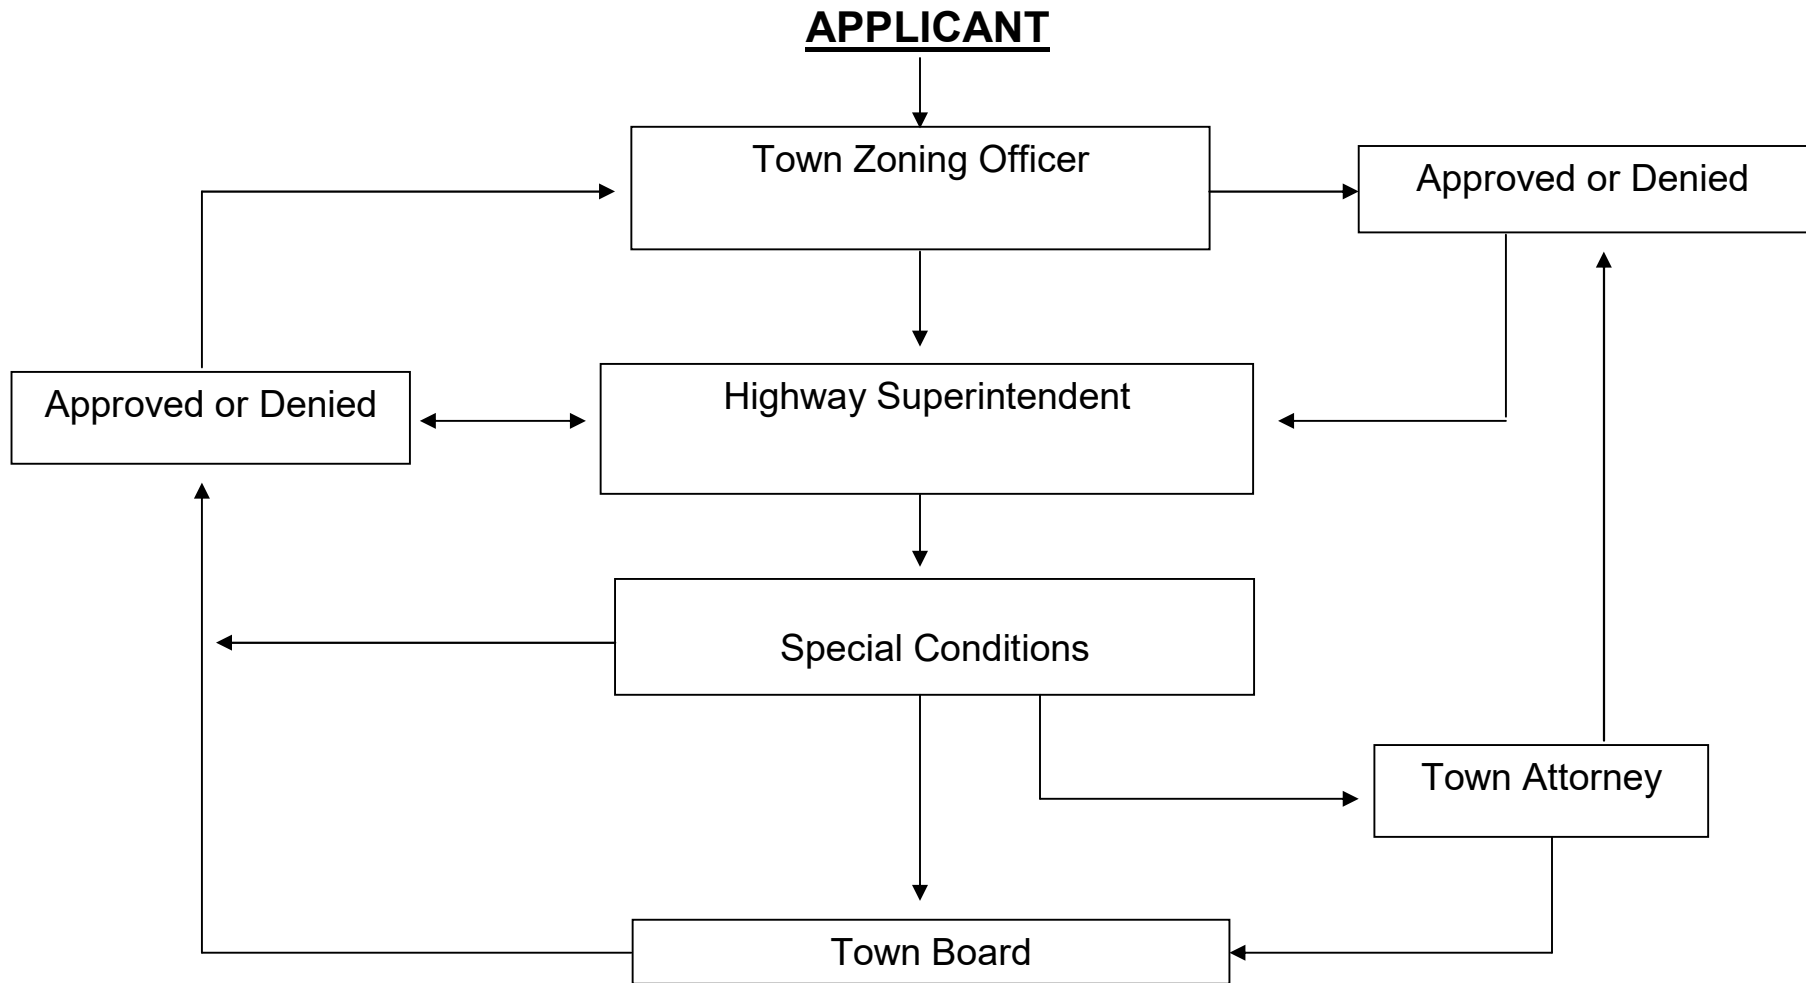 APPLICANT
Town Zoning Officer
Approved or Denied
Approved or Denied
Highway Superintendent
Special Conditions
Town Attorney
Town Board